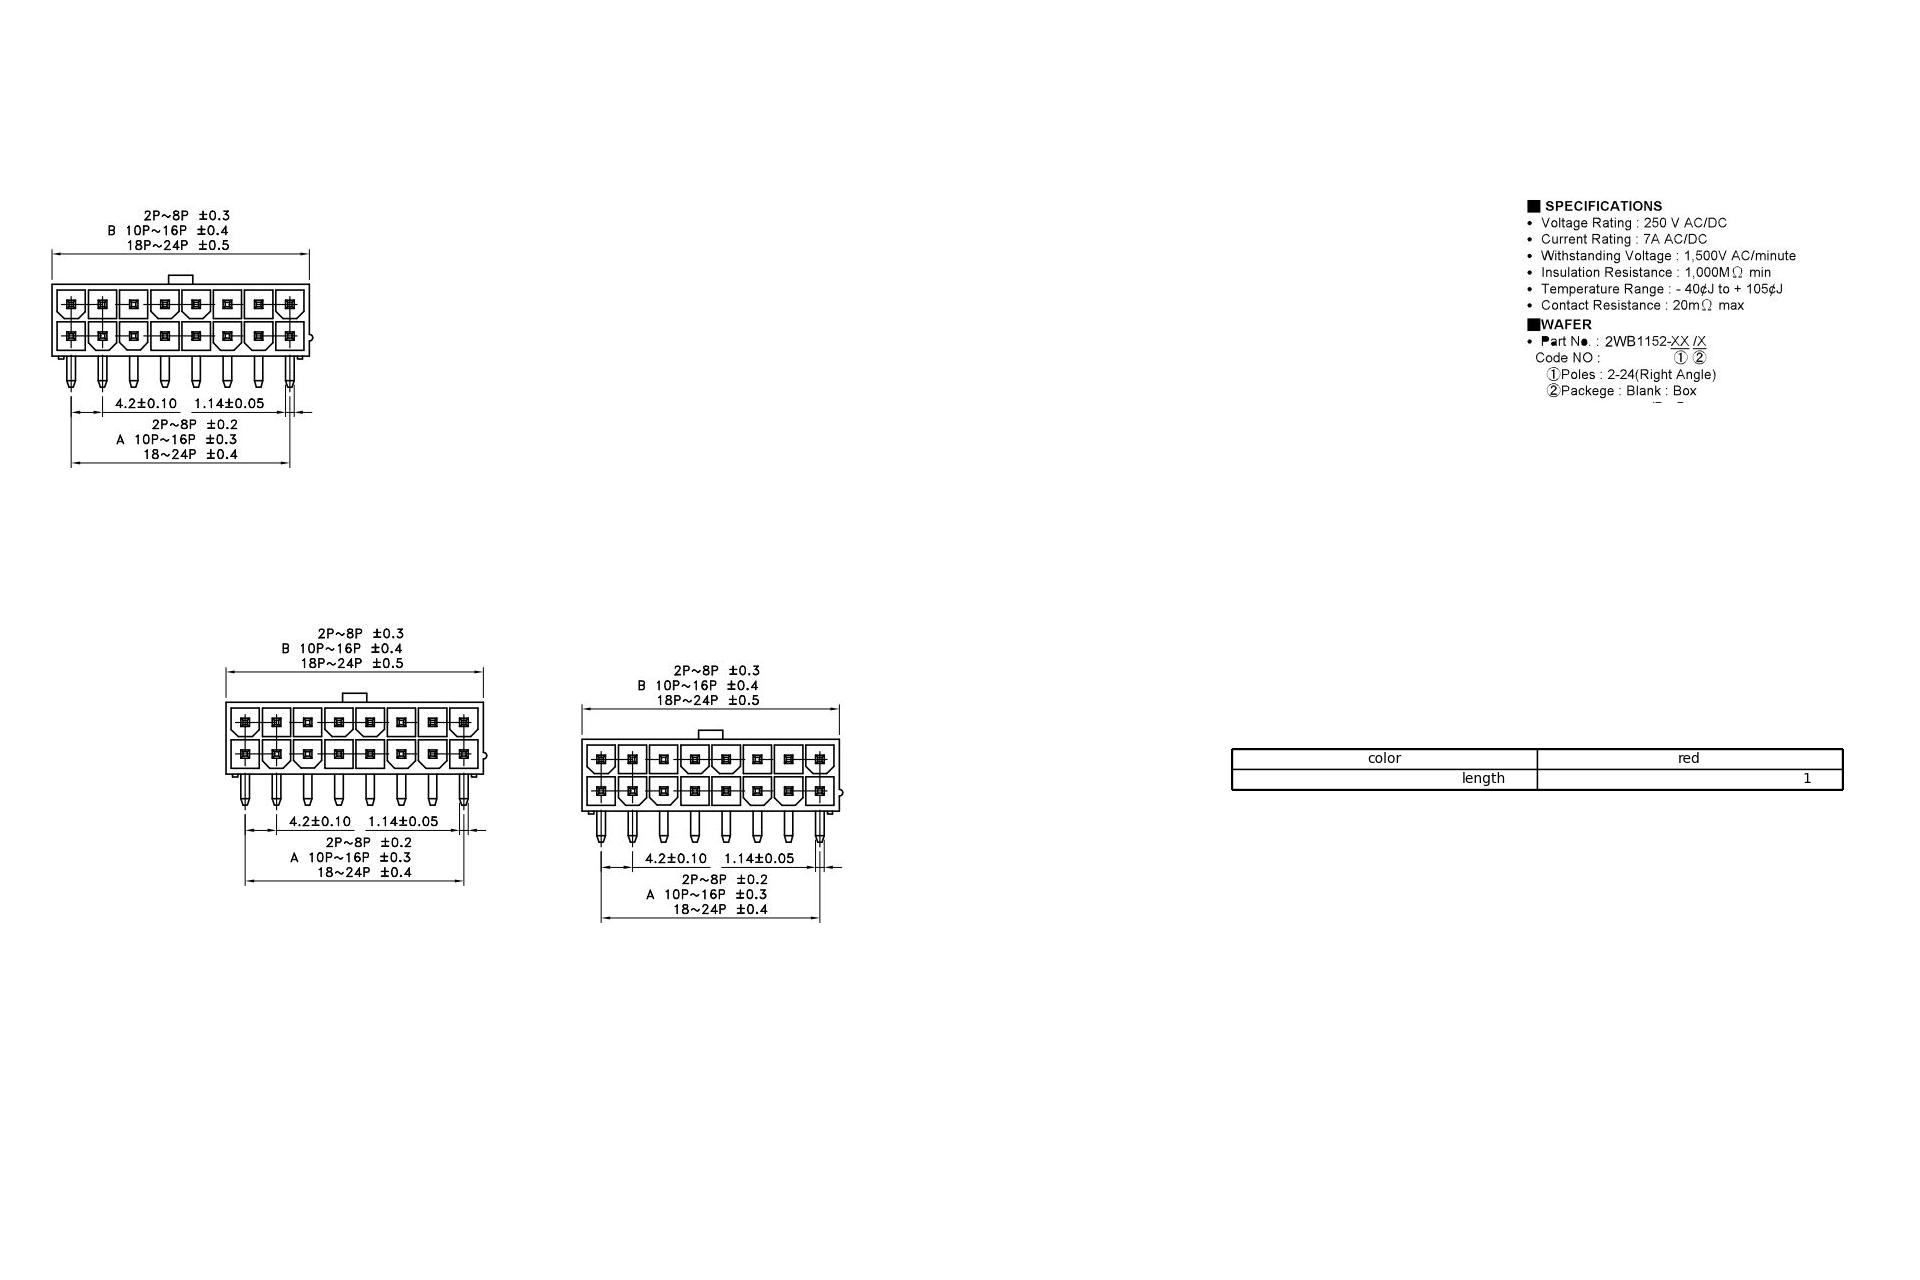 2P~8P ±0.3
B 10P~16P ±0.4
18P~24P ±0.5
4.2±0.10 1.14±0.05
2P~8P ±0.2
A 10P~16P ±0.3
18~24P ±0.4
■ SPECIFICATIONS
• Voltage Rating : 250 V AC/DC
• Current Rating : 7A AC/DC
• Withstanding Voltage : 1,500V AC/minute
• Insulation Resistance : 1,000MΩ min
• Temperature Range : - 40¢J to + 105¢J
• Contact Resistance : 20mΩ max
■WAFER
• Part No. : 2WB1152-XX /X
Code NO : ① ②
①Poles : 2-24(Right Angle)
②Packege : Blank : Box
2P~8P ±0.3
B 10P~16P ±0.4
18P~24P ±0.5
4.2±0.10 1.14±0.05
2P~8P ±0.2
A 10P~16P ±0.3
18~24P ±0.4
2P~8P ±0.3
B 10P~16P ±0.4
18P~24P ±0.5
4.2±0.10 1.14±0.05
2P~8P ±0.2
A 10P~16P ±0.3
18~24P ±0.4
color red
length 1